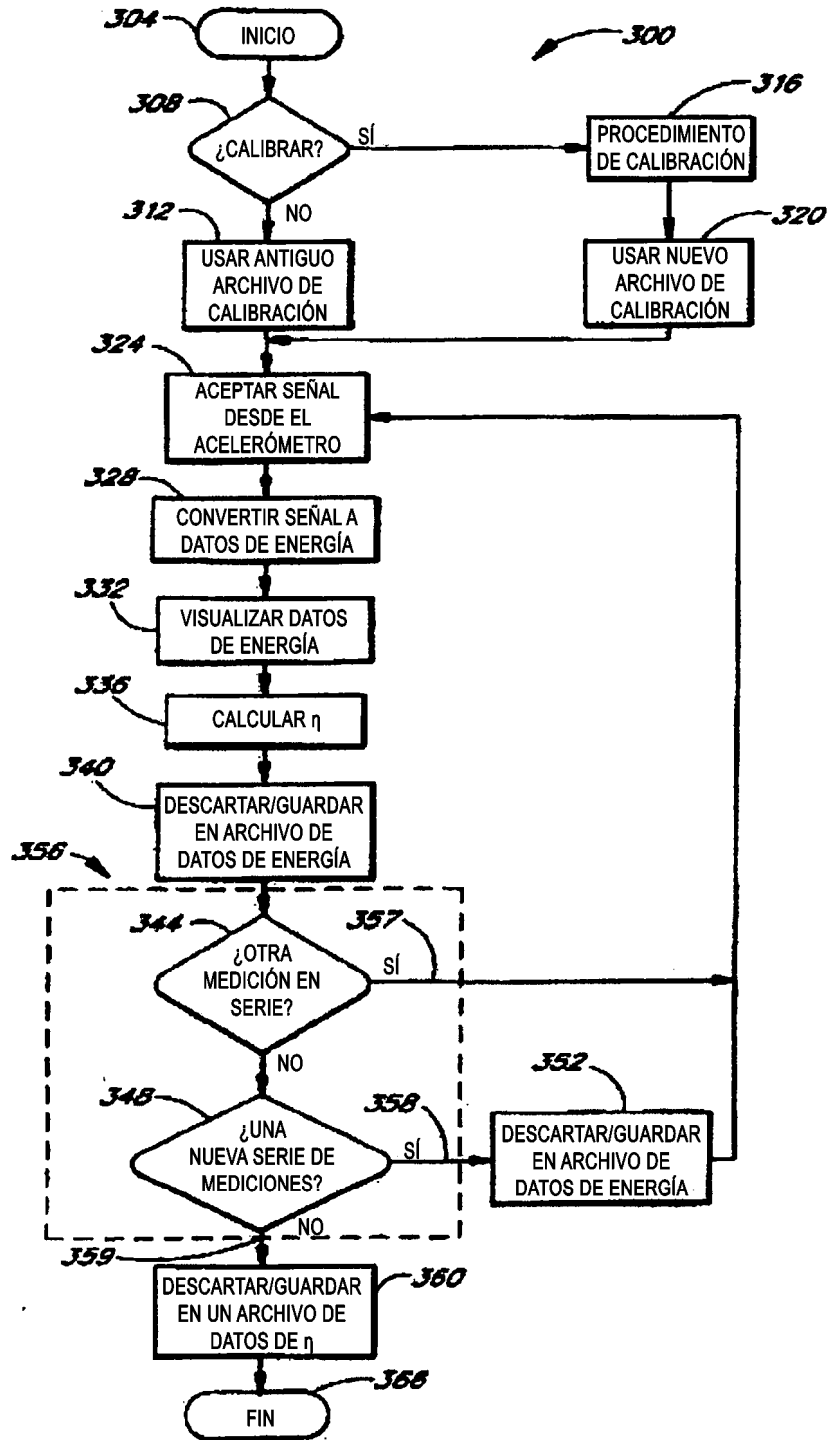 304
INICIO
300
308
¿CALIBRAR?
SÍ
316
PROCEDIMIENTO
DE CALIBRACIÓN
NO
312
USAR ANTIGUO
ARCHIVO DE
CALIBRACIÓN
320
USAR NUEVO
ARCHIVO DE
CALIBRACIÓN
324
ACEPTAR SEÑAL
DESDE EL
ACELERÓMETRO
328
CONVERTIR SEÑAL A
DATOS DE ENERGÍA
332
VISUALIZAR DATOS
DE ENERGÍA
336
CALCULAR η
340
DESCARTAR/GUARDAR
EN ARCHIVO DE
DATOS DE ENERGÍA
356
344
¿OTRA
MEDICIÓN EN
SERIE?
357
SÍ
NO
348
¿UNA
NUEVA SERIE DE
MEDICIONES?
358
SÍ
352
DESCARTAR/GUARDAR
EN ARCHIVO DE
DATOS DE ENERGÍA
NO
359
360
DESCARTAR/GUARDAR
EN UN ARCHIVO DE
DATOS DE η
368
FIN